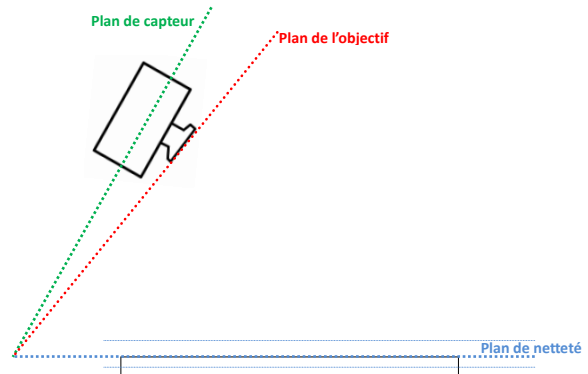 Plan de capteur
Plan de l’objectif
Plan de netteté